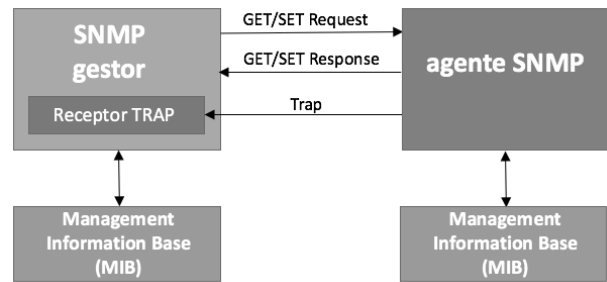 SNMP
gestor
Receptor TRAP
GET/SET Request
GET/SET Response
Trap
agente SNMP
Management
Information Base
(MIB)
Management
Information Base
(MIB)